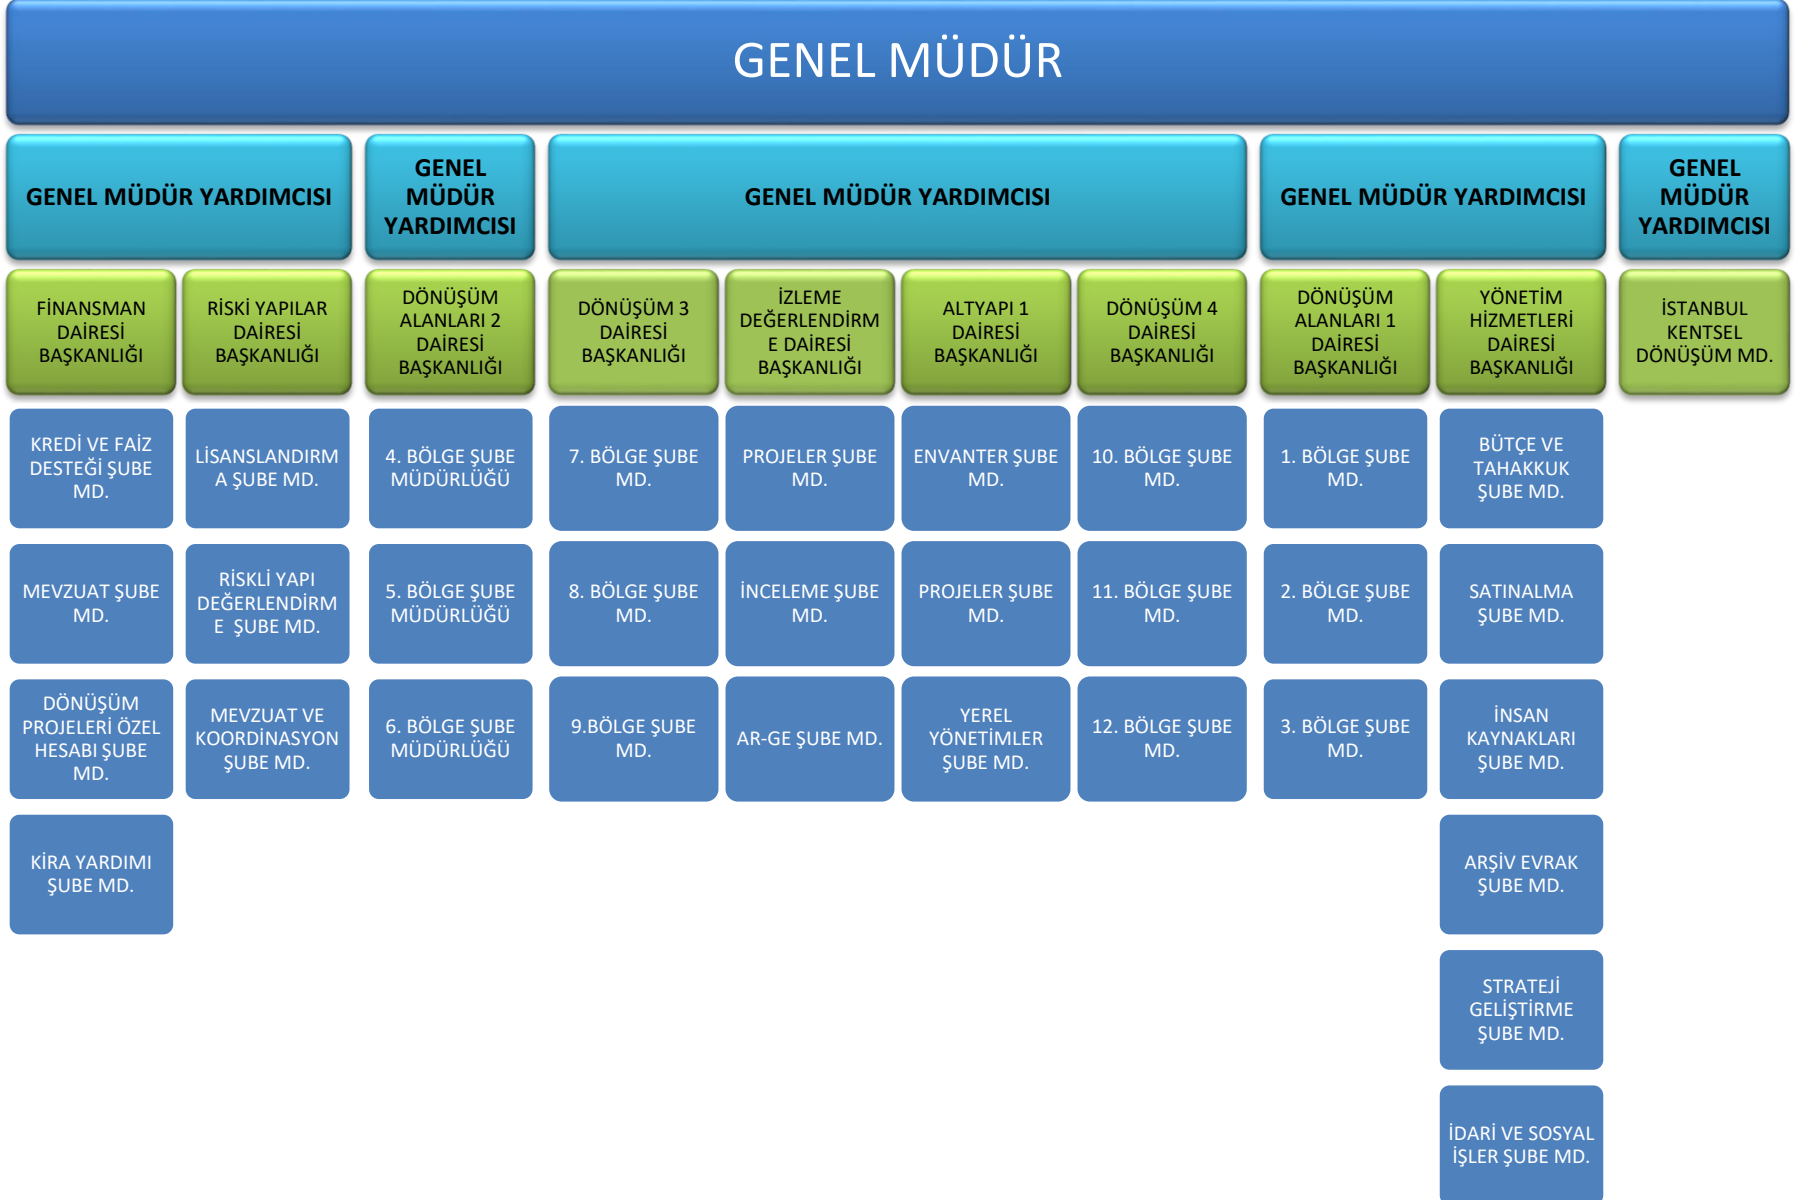 GENEL MÜDÜR
GENEL MÜDÜR YARDIMCISI
GENEL
MÜDÜR
YARDIMCISI
GENEL MÜDÜR YARDIMCISI
GENEL MÜDÜR YARDIMCISI
GENEL
MÜDÜR
YARDIMCISI
FİNANSMAN
DAİRESİ
BAŞKANLIĞI
RİSKİ YAPILAR
DAİRESİ
BAŞKANLIĞI
DÖNÜŞÜM
ALANLARI 2
DAİRESİ
BAŞKANLIĞI
DÖNÜŞÜM 3
DAİRESİ
BAŞKANLIĞI
İZLEME
DEĞERLENDİRM
E DAİRESİ
BAŞKANLIĞI
ALTYAPI 1
DAİRESİ
BAŞKANLIĞI
DÖNÜŞÜM 4
DAİRESİ
BAŞKANLIĞI
DÖNÜŞÜM
ALANLARI 1
DAİRESİ
BAŞKANLIĞI
YÖNETİM
HİZMETLERİ
DAİRESİ
BAŞKANLIĞI
İSTANBUL
KENTSEL
DÖNÜŞÜM MD.
KREDİ VE FAİZ
DESTEĞİ ŞUBE
MD.
LİSANSLANDIRM
A ŞUBE MD.
4. BÖLGE ŞUBE
MÜDÜRLÜĞÜ
7. BÖLGE ŞUBE
MD.
PROJELER ŞUBE
MD.
ENVANTER ŞUBE
MD.
10. BÖLGE ŞUBE
MD.
1. BÖLGE ŞUBE
MD.
BÜTÇE VE
TAHAKKUK
ŞUBE MD.
MEVZUAT ŞUBE
MD.
RİSKLİ YAPI
DEĞERLENDİRM
E  ŞUBE MD.
5. BÖLGE ŞUBE
MÜDÜRLÜĞÜ
8. BÖLGE ŞUBE
MD.
İNCELEME ŞUBE
MD.
PROJELER ŞUBE
MD.
11. BÖLGE ŞUBE
MD.
2. BÖLGE ŞUBE
MD.
SATINALMA
ŞUBE MD.
DÖNÜŞÜM
PROJELERİ ÖZEL
HESABI ŞUBE
MD.
MEVZUAT VE
KOORDİNASYON
ŞUBE MD.
6. BÖLGE ŞUBE
MÜDÜRLÜĞÜ
9.BÖLGE ŞUBE
MD.
AR-GE ŞUBE MD.
YEREL
YÖNETİMLER
ŞUBE MD.
12. BÖLGE ŞUBE
MD.
3. BÖLGE ŞUBE
MD.
İNSAN
KAYNAKLARI
ŞUBE MD.
KİRA YARDIMI
ŞUBE MD.
ARŞİV EVRAK
ŞUBE MD.
STRATEJİ
GELİŞTİRME
ŞUBE MD.
İDARİ VE SOSYAL
İŞLER ŞUBE MD.